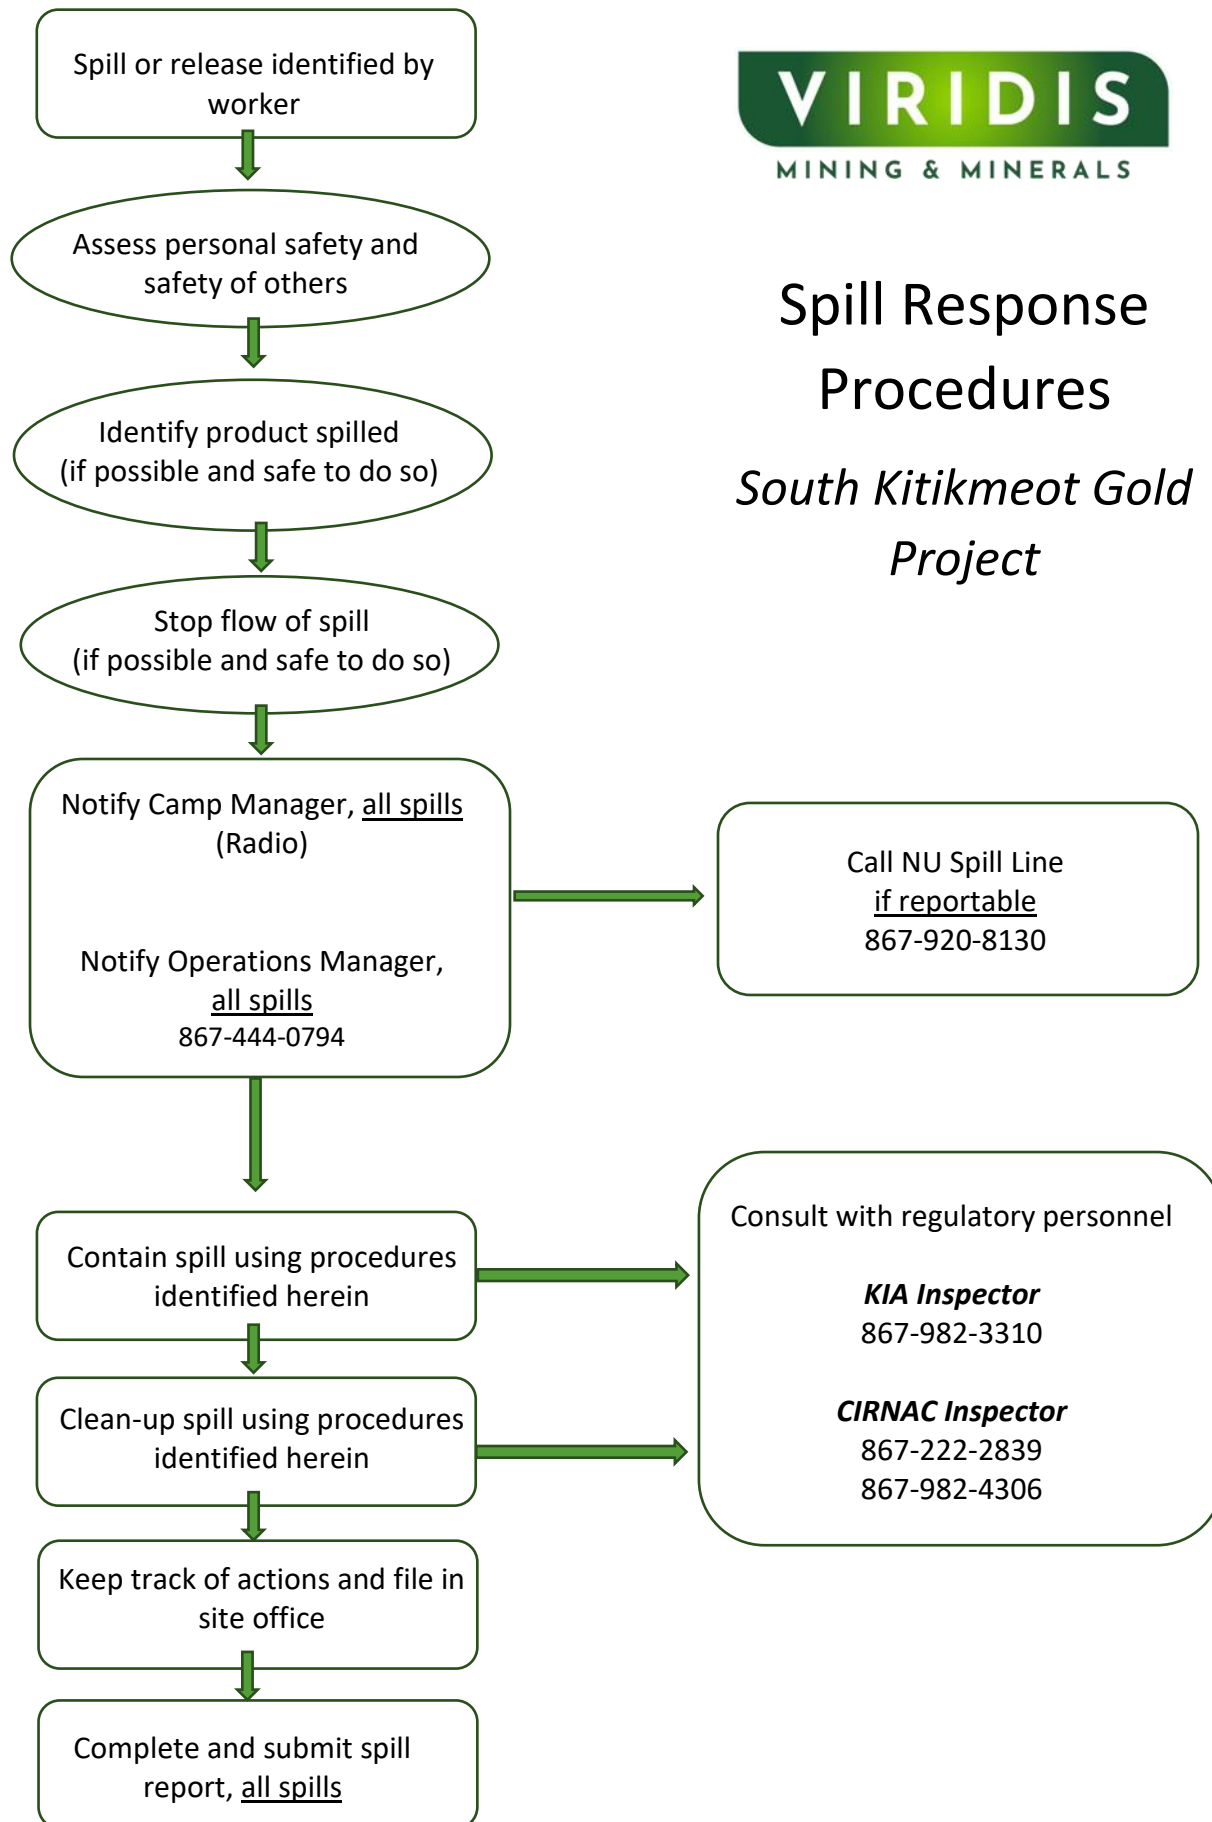 Spill or release identified by
worker
VIRIDIS
MINING & MINERALS
Assess personal safety and
safety of others
Spill Response
Procedures
South Kitikmeot Gold
Project
Identify product spilled
(if possible and safe to do so)
Stop flow of spill
(if possible and safe to do so)
Notify Camp Manager, all spills
(Radio)
Notify Operations Manager,
all spills
867-444-0794
Call NU Spill Line
if reportable
867-920-8130
Contain spill using procedures
identified herein
Consult with regulatory personnel
KIA Inspector
867-982-3310
CIRNAC Inspector
867-222-2839
867-982-4306
Clean-up spill using procedures
identified herein
Keep track of actions and file in
site office
Complete and submit spill
report, all spills